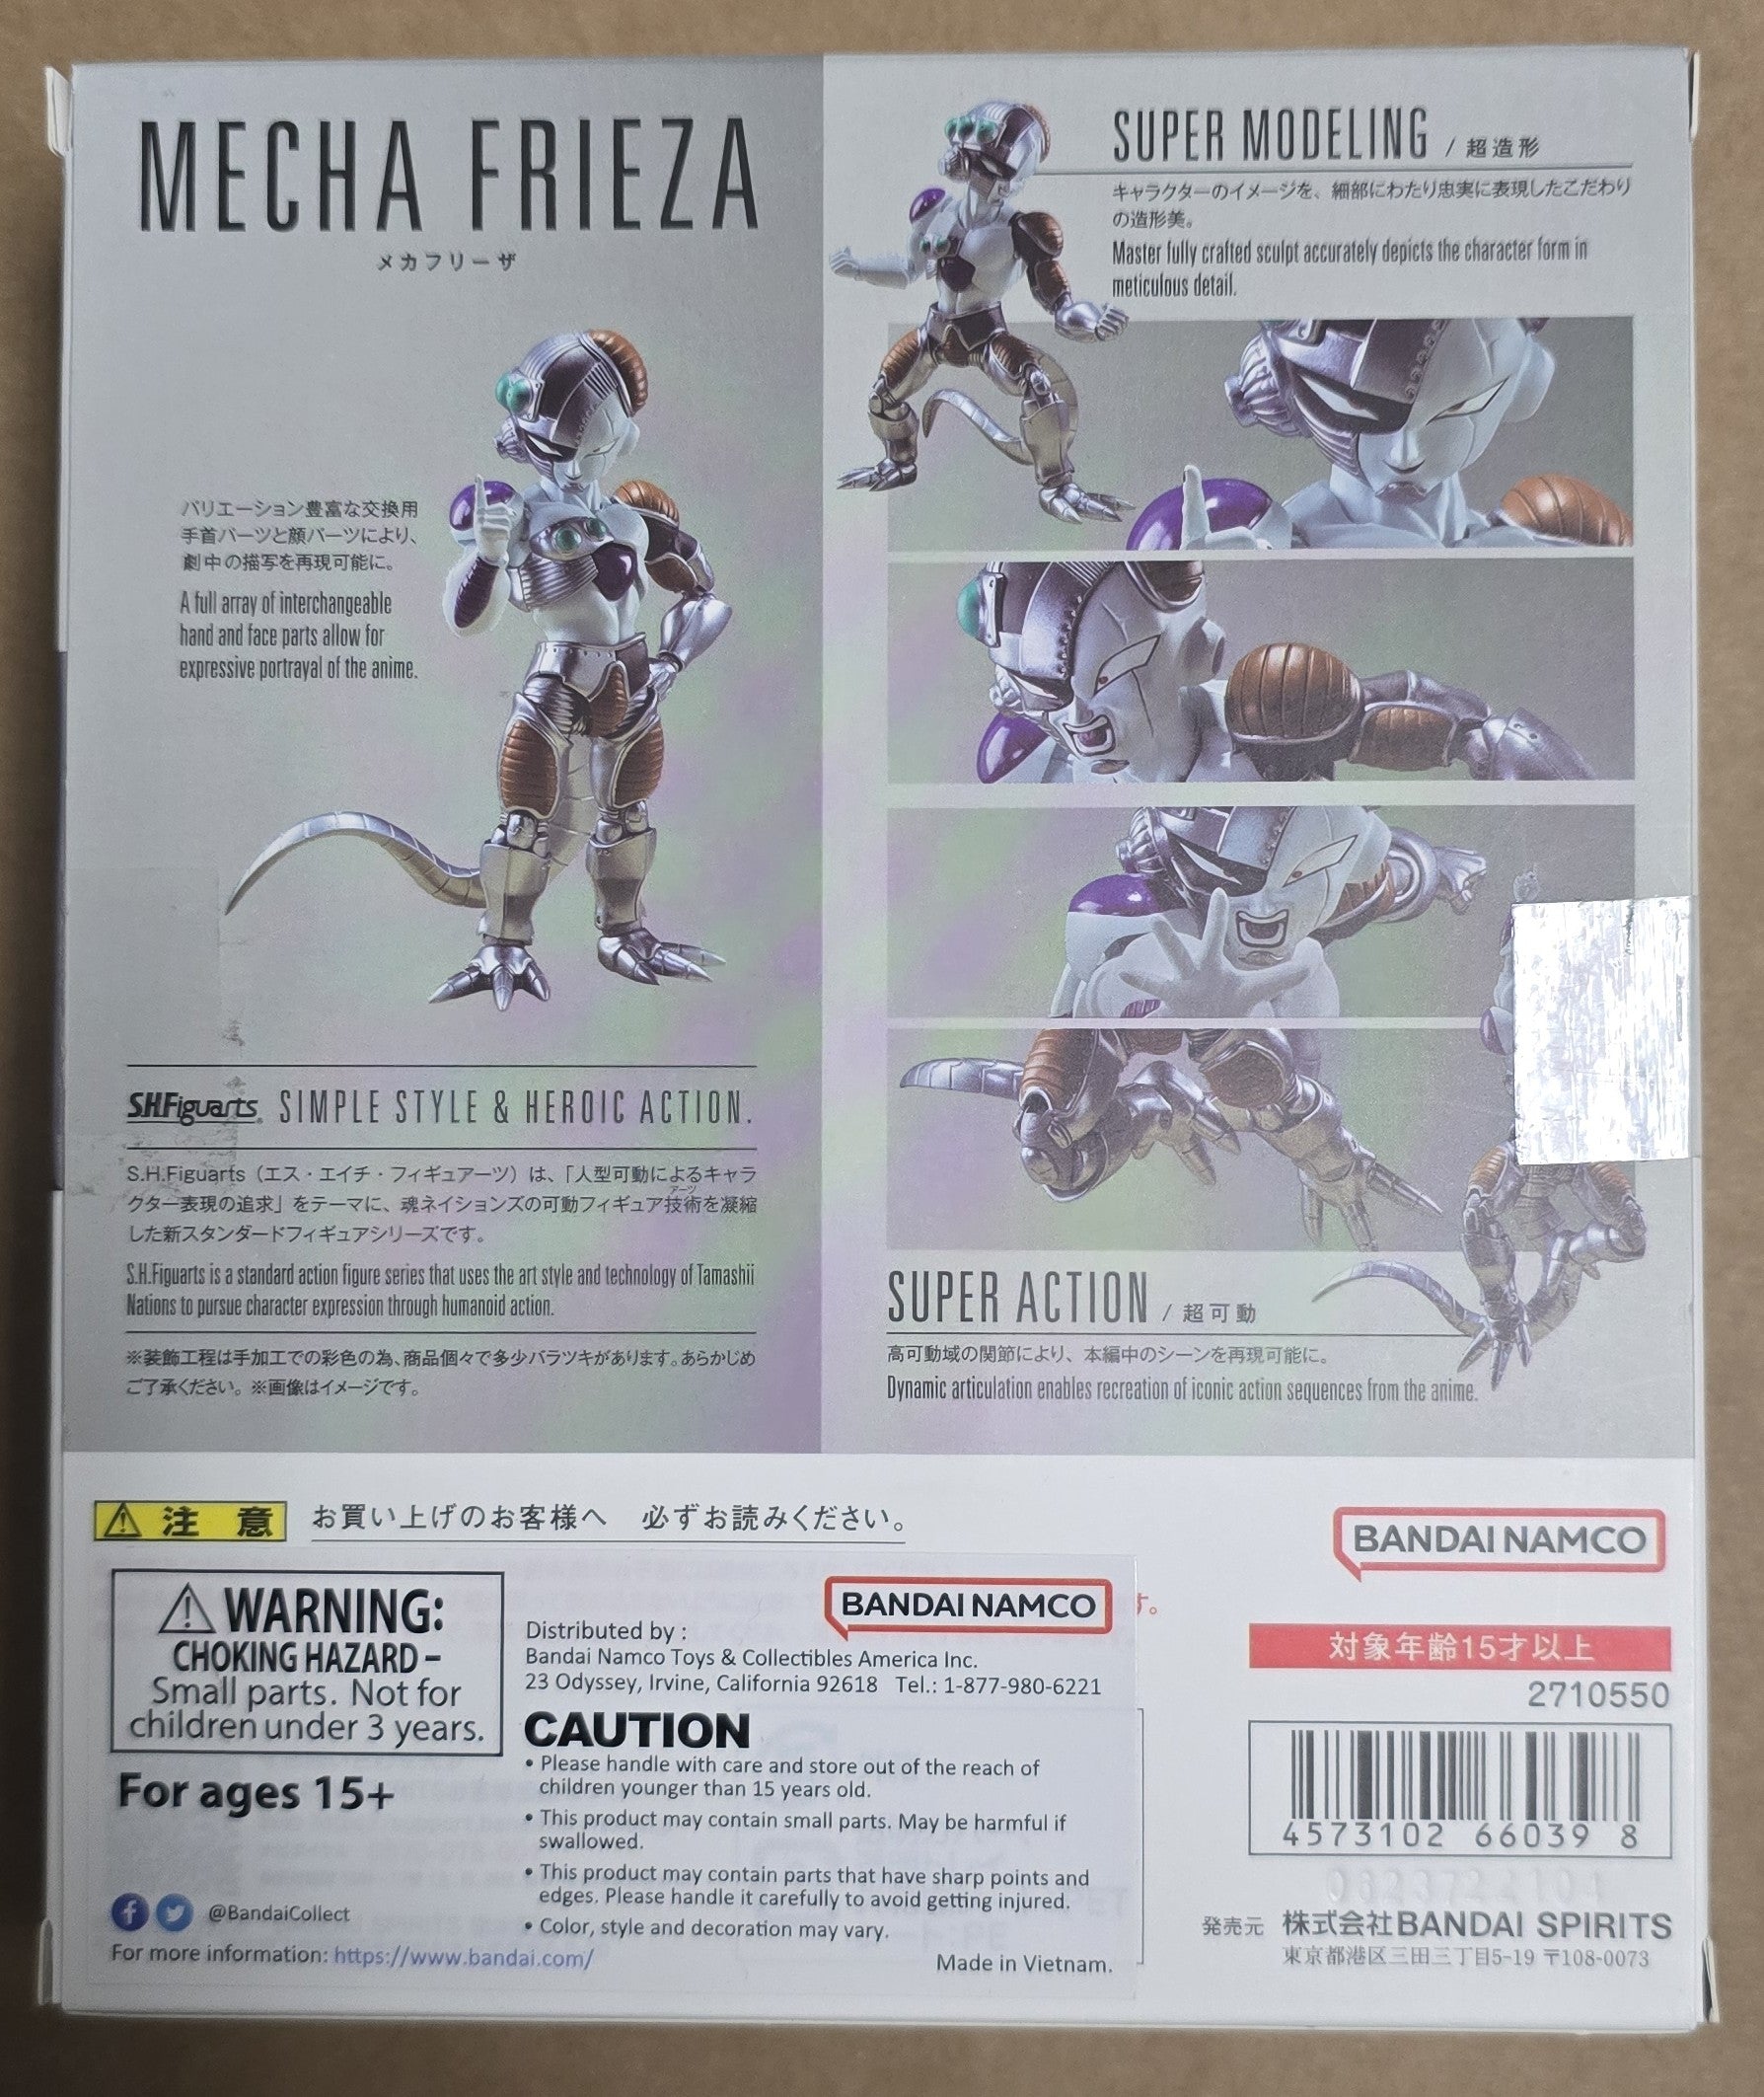 MECHA FRIEZA
メカフリーザ
バリエーション豊富な交換用
手首パーツと顔パーツにより、
劇中の描写を再現可能に。
A full array of interchangeable
hand and face parts allow for
expressive portrayal of the anime.
S.H.Figuarts SIMPLE STYLE & HEROIC ACTION.
S.H.Figuarts（エス・エイチ・フィギュアーツ）は、「人型可動によるキャラ
クター表現の追求」をテーマに、魂ネイションズの可動フィギュア技術を凝縮
アーツ
した新スタンダードフィギュアシリーズです。
S.H.Figuarts is a standard action figure series that uses the art style and technology of Tamashii
Nations to pursue character expression through humanoid action.
※装飾工程は手加工での彩色の為、商品個々で多少バラツキがあります。あらかじめ
ご了承ください。※画像はイメージです。
SUPER MODELING / 超造形
キャラクターのイメージを、細部にわたり忠実に表現したこだわり
の造形美。
Master fully crafted sculpt accurately depicts the character form in
meticulous detail.
SUPER ACTION / 超可動
高可動域の関節により、本編中のシーンを再現可能に。
Dynamic articulation enables recreation of iconic action sequences from the anime.
注意 お買い上げのお客様へ 必ずお読みください。
WARNING:
CHOKING HAZARD –
Small parts. Not for
children under 3 years.
For ages 15+
@BandaiCollect
For more information: https://www.bandai.com/
BANDAI NAMCO
Distributed by :
Bandai Namco Toys & Collectibles America Inc.
23 Odyssey, Irvine, California 92618 Tel.: 1-877-980-6221
CAUTION
• Please handle with care and store out of the reach of
children younger than 15 years old.
• This product may contain small parts. May be harmful if
swallowed.
• This product may contain parts that have sharp points and
edges. Please handle it carefully to avoid getting injured.
• Color, style and decoration may vary.
Made in Vietnam.
す。
BANDAI NAMCO
対象年齢15才以上
2710550
4573102 66039 8
発売元 株式会社BANDAI SPIRITS
東京都港区三田三丁目5-19 〒108-0073